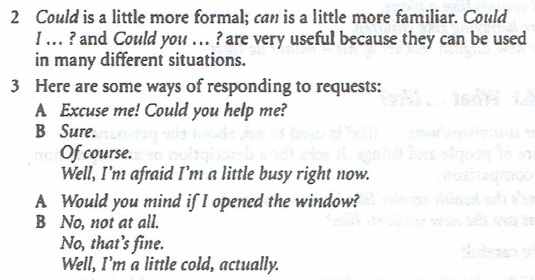 2 Could is a little more formal; can is a little more familiar. Could
I ... ? and Could you ... ? are very useful because they can be used
in many different situations.
3 Here are some ways of responding to requests:
A Excuse me! Could you help me?
B Sure.
Of course.
Well, I'm afraid I'm a little busy right now.
A Would you mind if I opened the window?
B No, not at all.
No, that's fine.
Well, I'm a little cold, actually.